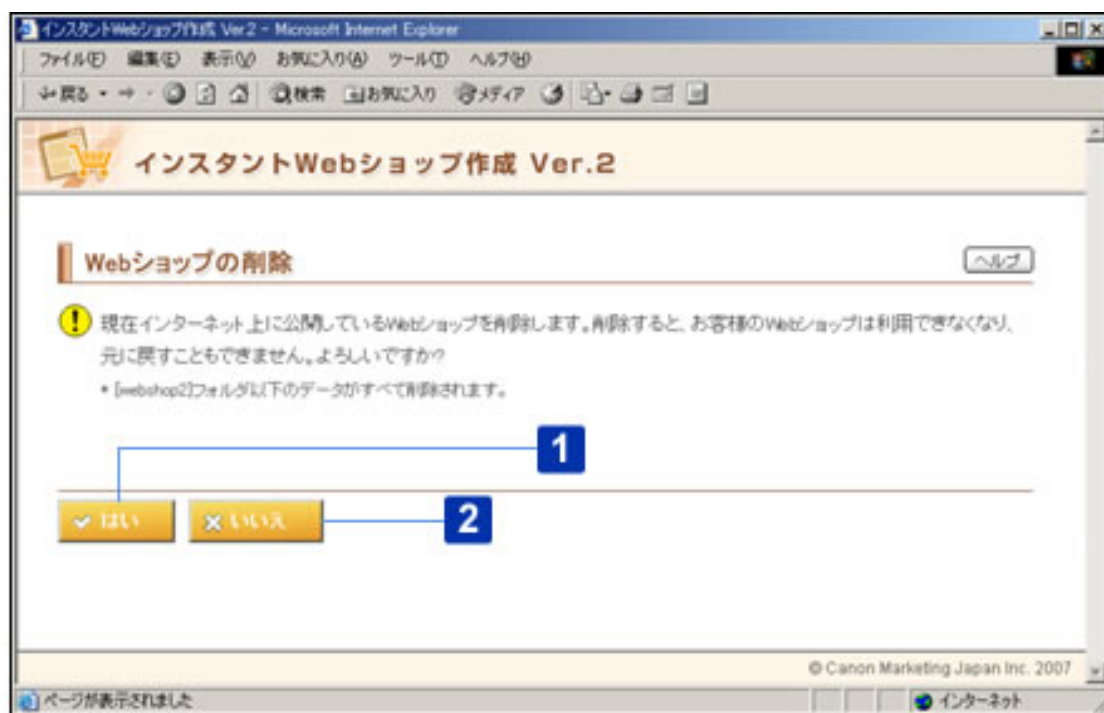 インスタントWebショップ作成 Ver.2 - Microsoft Internet Explorer
ファイル(F) 編集(E) 表示(V) お気に入り(A) ツール(T) ヘルプ(H)
戻る 検索 お気に入り メディア
インスタントWebショップ作成 Ver.2
Webショップの削除 ヘルプ
現在インターネット上に公開しているWebショップを削除します。削除すると、お客様のWebショップは利用できなくなり、
元に戻すこともできません。よろしいですか?
* [webshop2]フォルダ以下のデータがすべて削除されます。
1
はい いいえ 2
© Canon Marketing Japan Inc. 2007
ページが表示されました インターネット